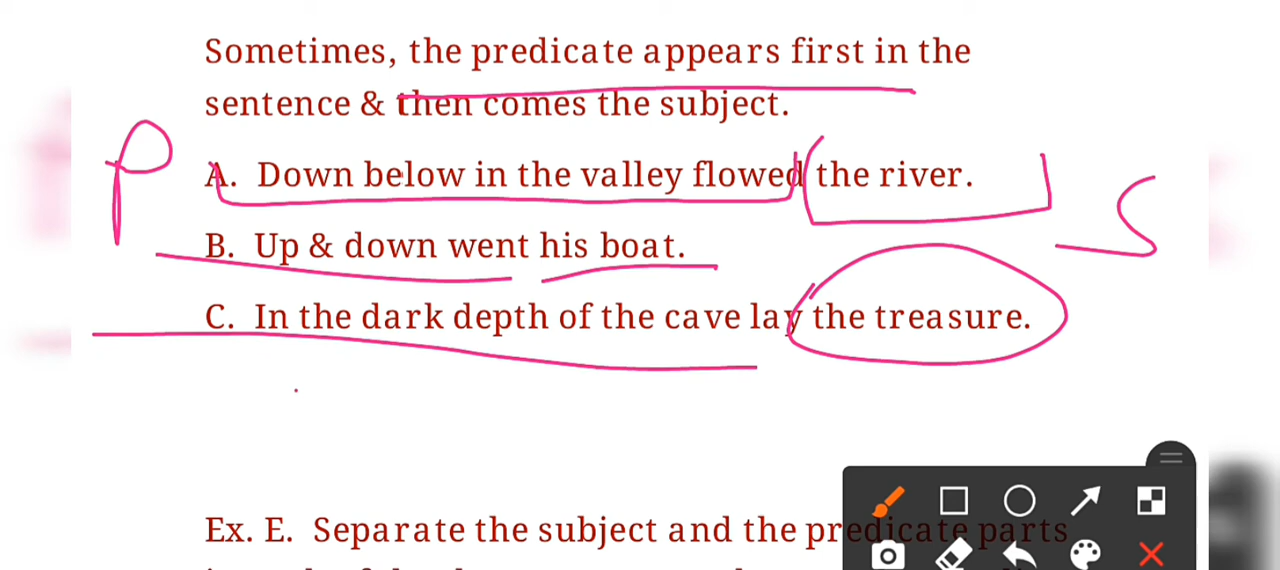 Sometimes, the predicate appears first in the
sentence & then comes the subject.
A. Down below in the valley flowed the river.
P
S
B. Up & down went his boat.
C. In the dark depth of the cave lay the treasure.
Ex. E. Separate the subject and the predicate parts